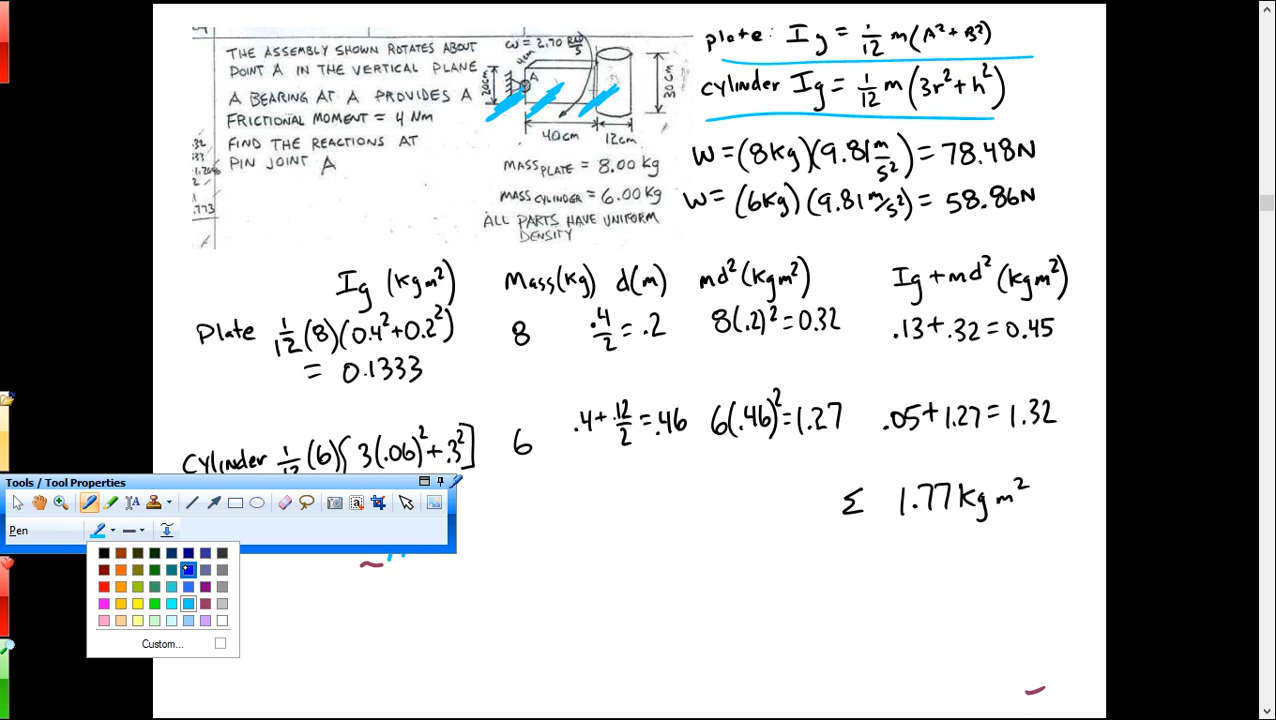 THE ASSEMBLY SHOWN ROTATES ABOUT
POINT A IN THE VERTICAL PLANE
A BEARING AT A PROVIDES A
FRICTIONAL MOMENT = 4 NM
FIND THE REACTIONS AT
PIN JOINT A
ω = 2.70 RAD/S
4cm
A
20cm
30cm
40cm
12cm
MASS PLATE = 8.00 kg
MASS CYLINDER = 6.00 KG
ALL PARTS HAVE UNIFORM
DENSITY
plate: Ig = 1/12 m(A²+B²)
cylinder Ig = 1/12 m(3r²+h²)
W = (8Kg)(9.81 m/s²) = 78.48N
W = (6Kg)(9.81 m/s²) = 58.86N
Ig (kgm²) Mass(Kg) d(m) md²(kgm²) Ig+md² (kgm²)
Plate 1/12 (8)(0.4²+0.2²) 8 .4/2 = .2 8(.2)² = 0.32 .13+.32 = 0.45
= 0.1333
Cylinder 1/12 (6)[3(.06)²+.3²] 6 .4+.12/2 = .46 6(.46)² = 1.27 .05+1.27 = 1.32
Σ 1.77 kgm²
Tools / Tool Properties
Pen
Custom...